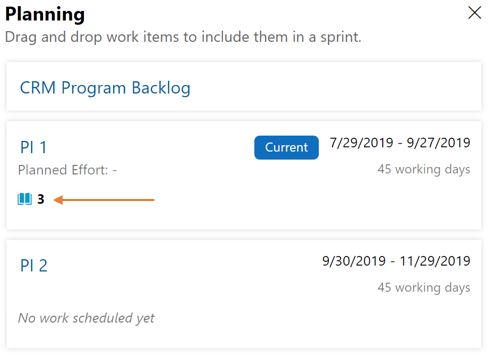 Planning
Drag and drop work items to include them in a sprint.
CRM Program Backlog
PI 1 Current 7/29/2019 - 9/27/2019
Planned Effort: - 45 working days
3
PI 2 9/30/2019 - 11/29/2019
45 working days
No work scheduled yet